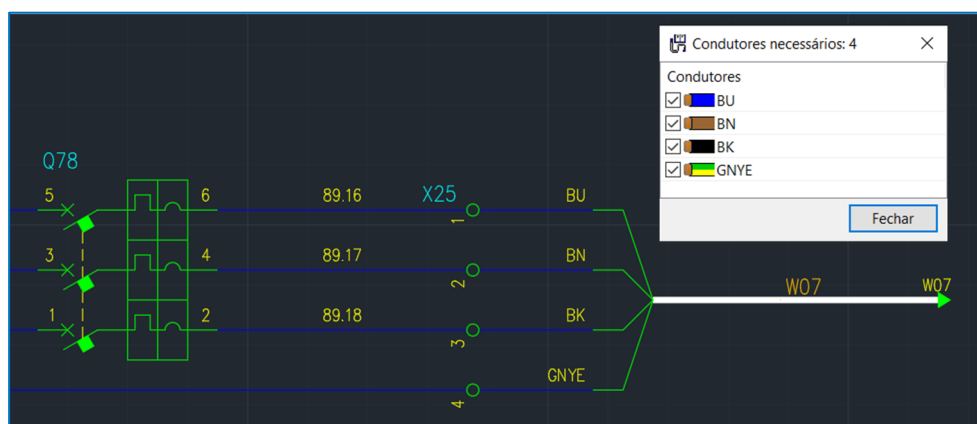 Condutores necessários: 4
Condutores
BU
BN
BK
GNYE
Fechar
Q78
5 6 89.16 X25 1 BU
3 4 89.17 2 BN
W07 W07
1 2 89.18 3 BK
GNYE
4